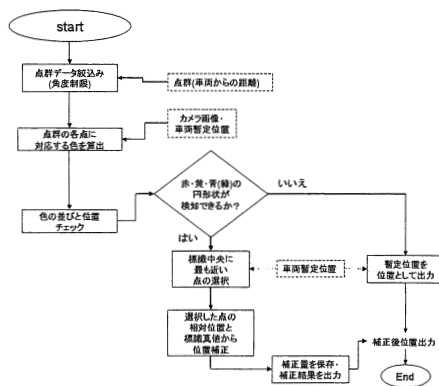 start
点群データ絞込み
(角度制限)
点群(車両からの距離)
カメラ画像・
車両暫定位置
点群の各点に
対応する色を算出
赤・黄・青(緑)の
円形状が
検知できるか？
いいえ
色の並びと位置
チェック
はい
標識中央に
最も近い
点の選択
車両暫定位置
暫定位置を
位置として出力
選択した点の
相対位置と
標識真値から
位置補正
補正後位置出力
補正量を保存・
補正結果を出力
End